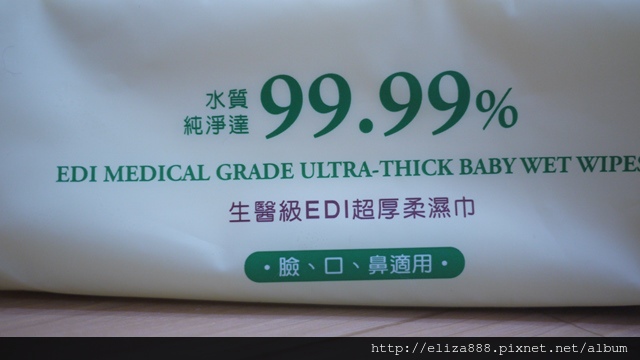 水質
純淨達 99.99%
EDI MEDICAL GRADE ULTRA-THICK BABY WET WIPES
生醫級EDI超厚柔濕巾
•臉、口、鼻適用•
http://eliza888.pixnet.net/album